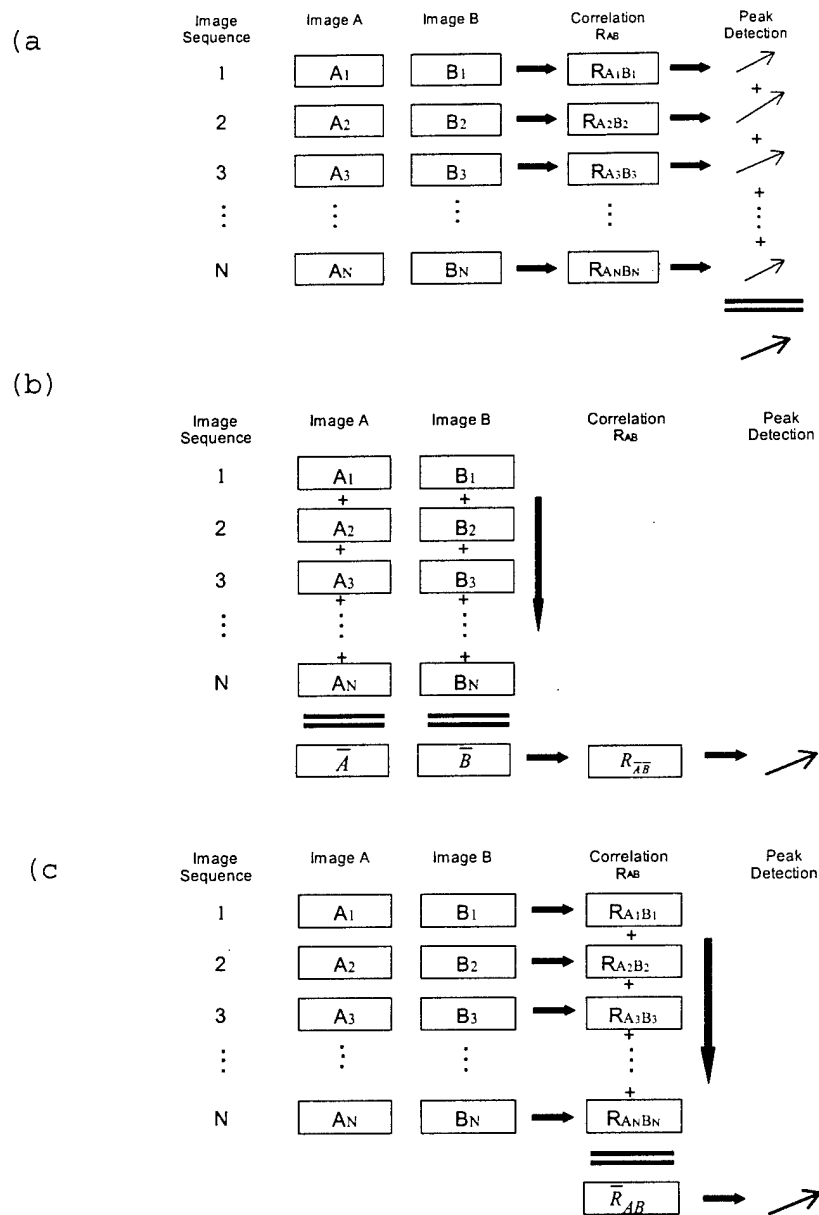 (a
Image Sequence Image A Image B Correlation RAB Peak Detection
1 A1 B1 RA1B1
+
2 A2 B2 RA2B2
+
3 A3 B3 RA3B3
+
⋮ ⋮ ⋮ ⋮ ⋮
+
N AN BN RANBN
(b)
Image Sequence Image A Image B Correlation RAB Peak Detection
1 A1 B1
+ +
2 A2 B2
+ +
3 A3 B3
+ +
⋮ ⋮ ⋮
+ +
N AN BN
A̅ B̅ R A̅B̅
(c
Image Sequence Image A Image B Correlation RAB Peak Detection
1 A1 B1 RA1B1
+
2 A2 B2 RA2B2
+
3 A3 B3 RA3B3
+
⋮ ⋮ ⋮ ⋮
+
N AN BN RANBN
R̅AB